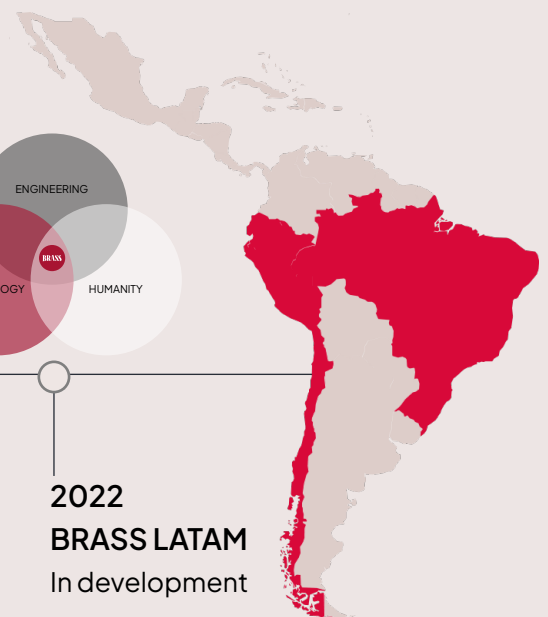 ENGINEERING
BRASS
OGY
HUMANITY
2022
BRASS LATAM
In development